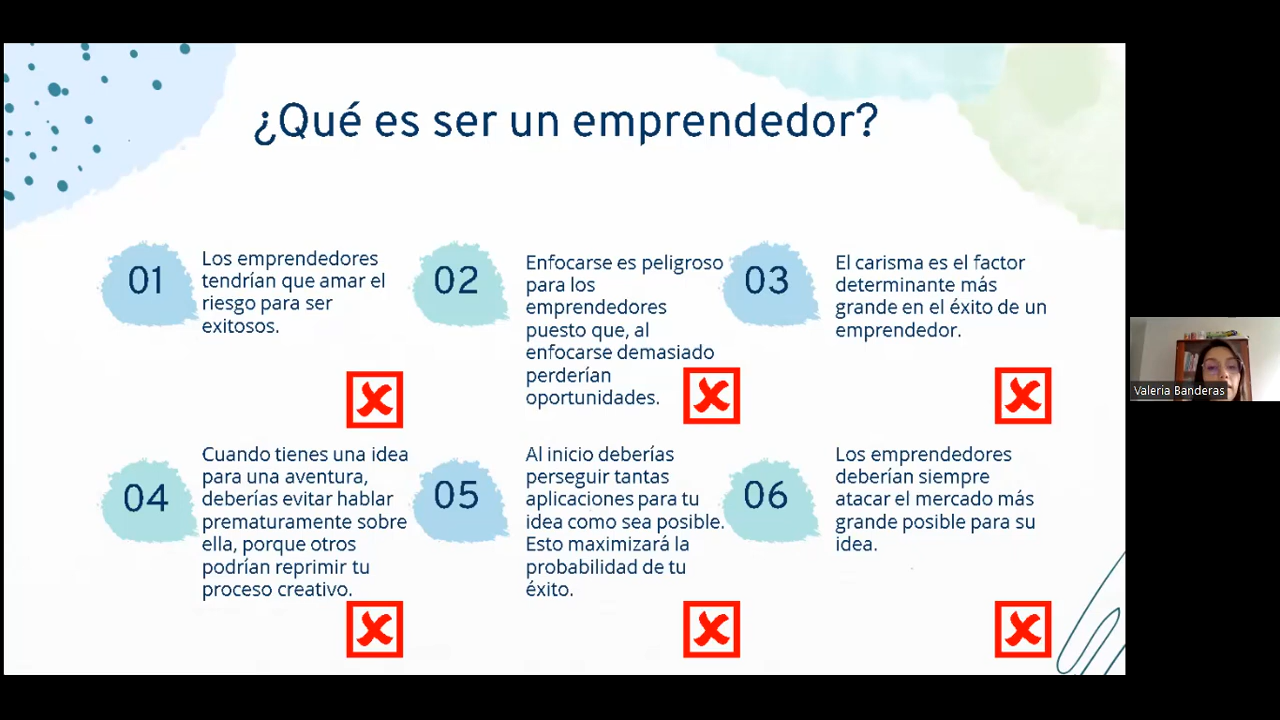 ¿Qué es ser un emprendedor?
01
Los emprendedores
tendrían que amar el
riesgo para ser
exitosos.
02
Enfocarse es peligroso
para los
emprendedores
puesto que, al
enfocarse demasiado
perderían
oportunidades.
03
El carisma es el factor
determinante más
grande en el éxito de un
emprendedor.
04
Cuando tienes una idea
para una aventura,
deberías evitar hablar
prematuramente sobre
ella, porque otros
podrían reprimir tu
proceso creativo.
05
Al inicio deberías
perseguir tantas
aplicaciones para tu
idea como sea posible.
Esto maximizará la
probabilidad de tu
éxito.
06
Los emprendedores
deberían siempre
atacar el mercado más
grande posible para su
idea.
Valeria Banderas